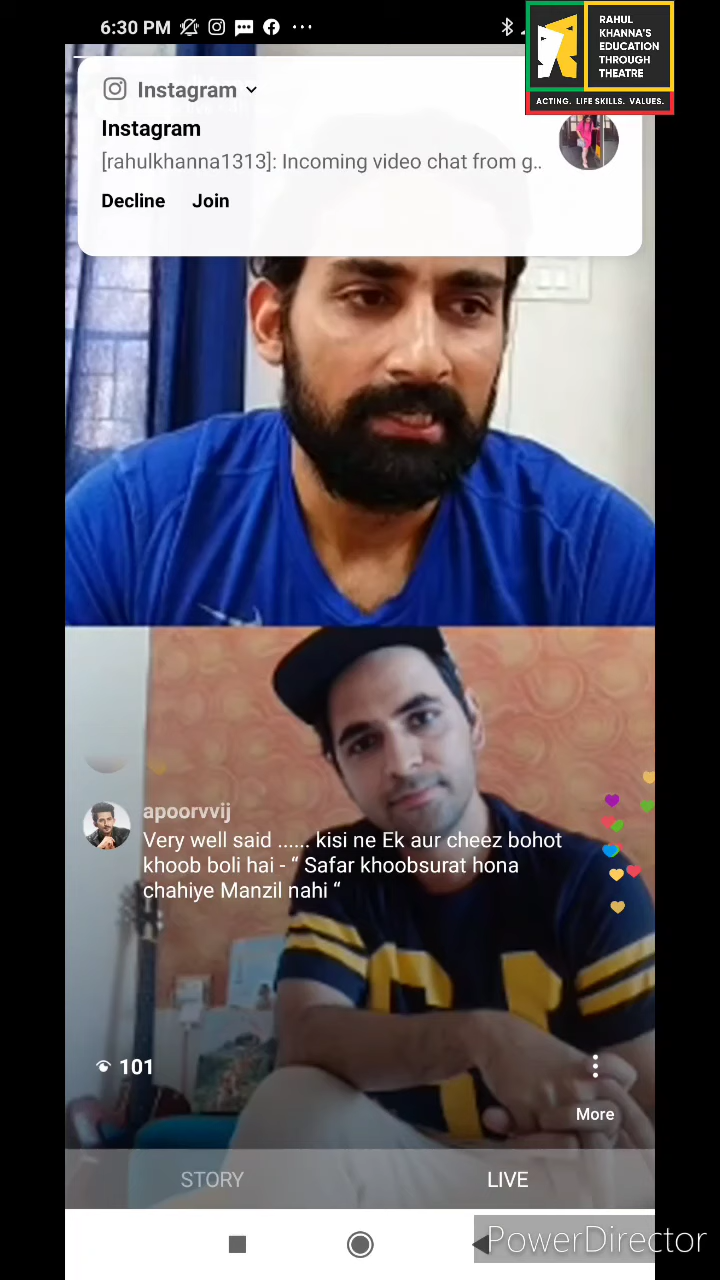 6:30 PM
RAHUL
KHANNA'S
EDUCATION
THROUGH
THEATRE
ACTING. LIFE SKILLS. VALUES.
Instagram
Instagram
[rahulkhanna1313]: Incoming video chat from g..
Decline Join
apoorvvij
Very well said ...... kisi ne Ek aur cheez bohot
khoob boli hai - “ Safar khoobsurat hona
chahiye Manzil nahi “
101
More
STORY LIVE
PowerDirector